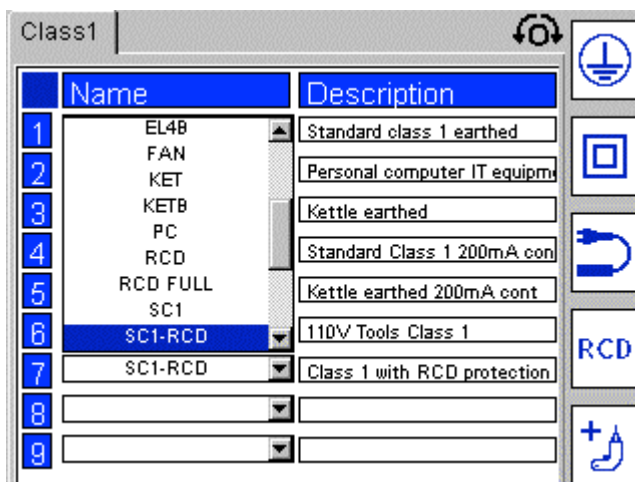 Class1
Name Description
1 EL4B Standard class 1 earthed
FAN
2 KET Personal computer IT equipm
3 KETB Kettle earthed
PC
4 RCD Standard Class 1 200mA con
5 RCD FULL Kettle earthed 200mA cont
SC1
6 SC1-RCD 110V Tools Class 1
RCD
7 SC1-RCD Class 1 with RCD protection
8
9